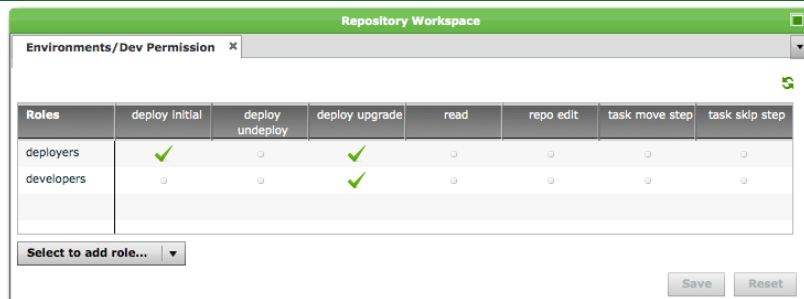 Repository Workspace
Environments/Dev Permission
Roles deploy initial deploy undeploy deploy upgrade read repo edit task move step task skip step
deployers
developers
Select to add role...
Save Reset